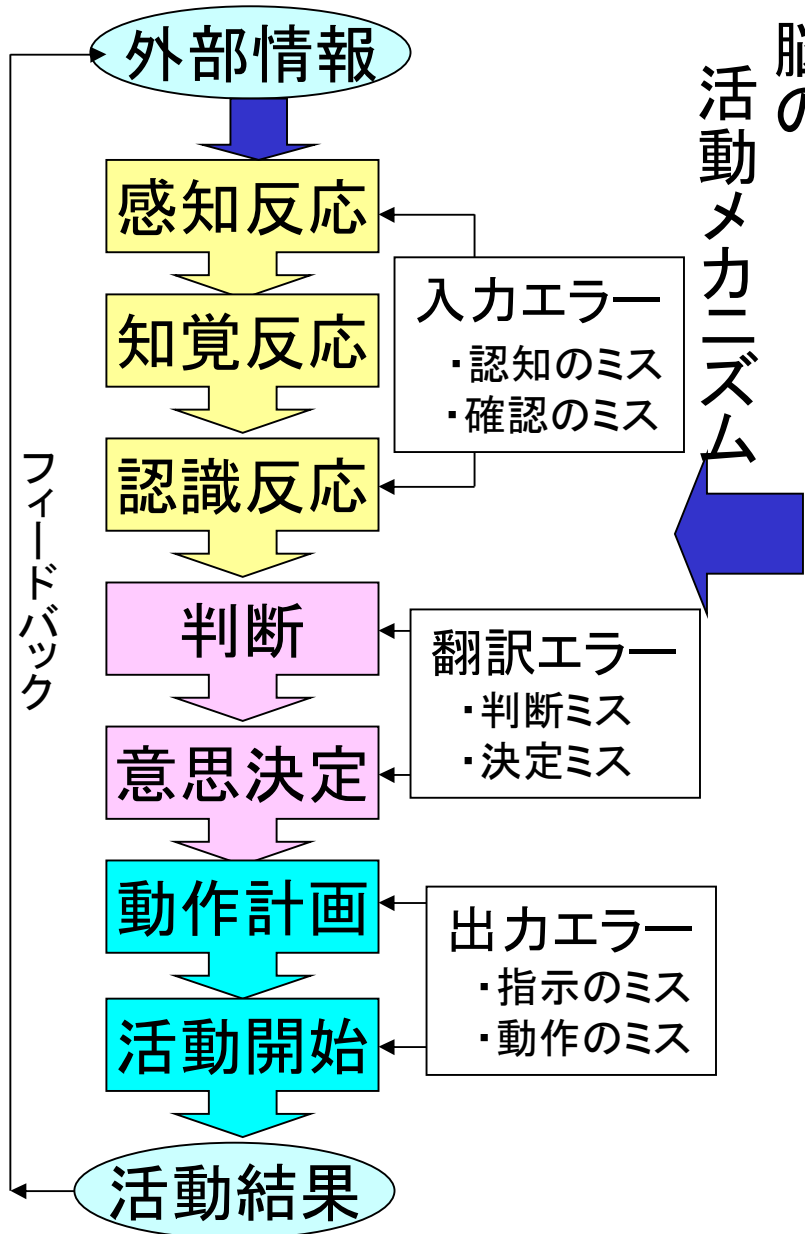 脳の
活動メカニズム
外部情報
感知反応
知覚反応
認識反応
判断
意思決定
動作計画
活動開始
活動結果
フィードバック
入力エラー
・認知のミス
・確認のミス
翻訳エラー
・判断ミス
・決定ミス
出力エラー
・指示のミス
・動作のミス